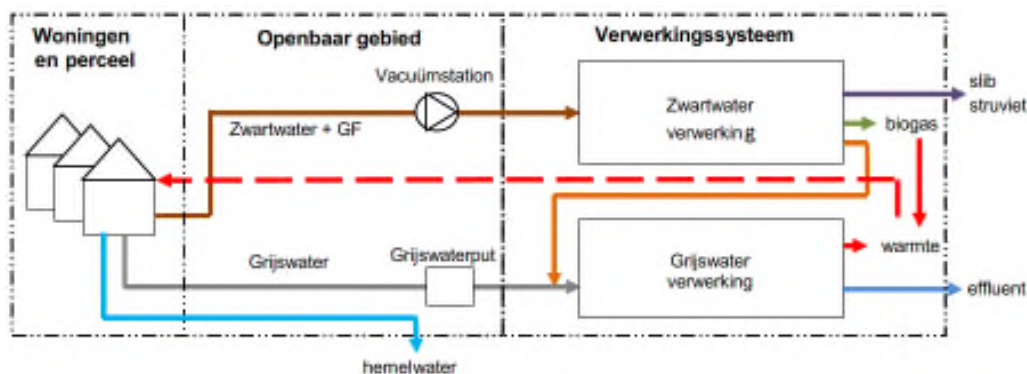 Woningen
en perceel
Openbaar gebied
Verwerkingssysteem
Vacuümstation
Zwartwater + GF
Zwartwater
verwerking
slib
struviet
biogas
Grijswater
Grijswaterput
Grijswater
verwerking
warmte
effluent
hemelwater